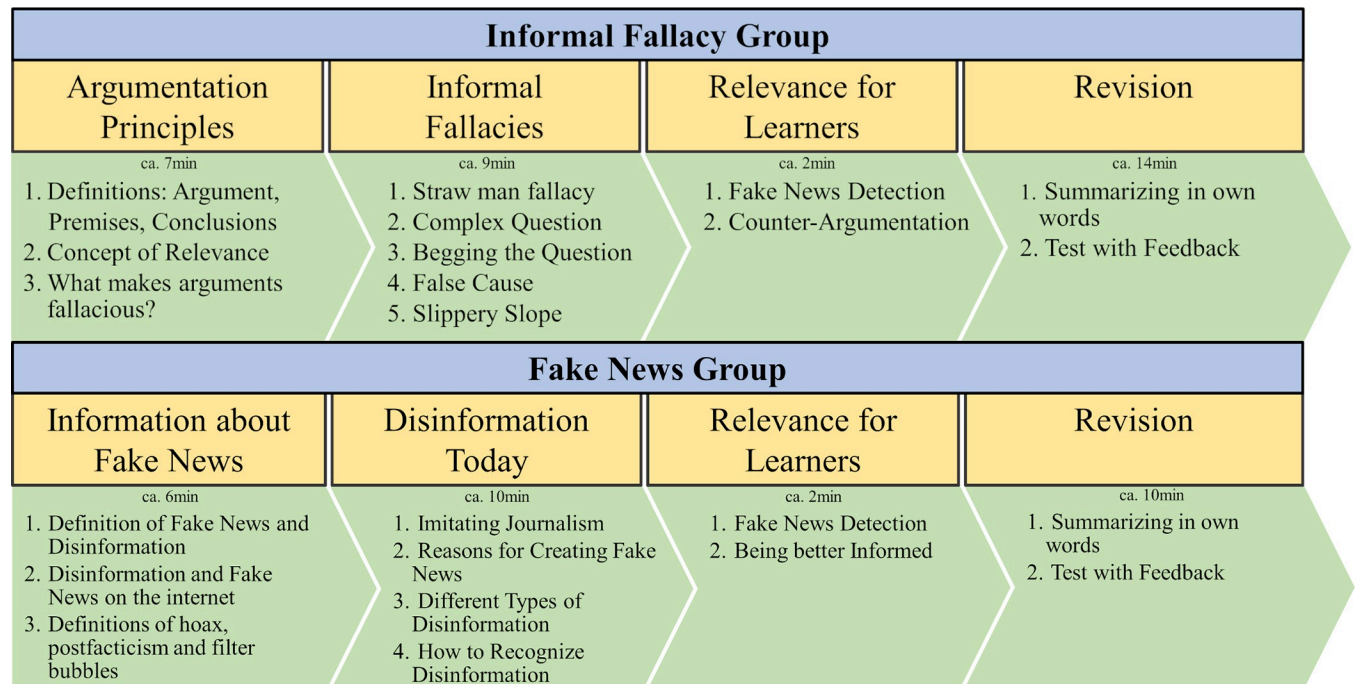 Informal Fallacy Group
Argumentation
Principles
ca. 7min
1. Definitions: Argument,
Premises, Conclusions
2. Concept of Relevance
3. What makes arguments
fallacious?
Informal
Fallacies
ca. 9min
1. Straw man fallacy
2. Complex Question
3. Begging the Question
4. False Cause
5. Slippery Slope
Relevance for
Learners
ca. 2min
1. Fake News Detection
2. Counter-Argumentation
Revision
ca. 14min
1. Summarizing in own
words
2. Test with Feedback
Fake News Group
Information about
Fake News
ca. 6min
1. Definition of Fake News and
Disinformation
2. Disinformation and Fake
News on the internet
3. Definitions of hoax,
postfacticism and filter
bubbles
Disinformation
Today
ca. 10min
1. Imitating Journalism
2. Reasons for Creating Fake
News
3. Different Types of
Disinformation
4. How to Recognize
Disinformation
Relevance for
Learners
ca. 2min
1. Fake News Detection
2. Being better Informed
Revision
ca. 10min
1. Summarizing in own
words
2. Test with Feedback